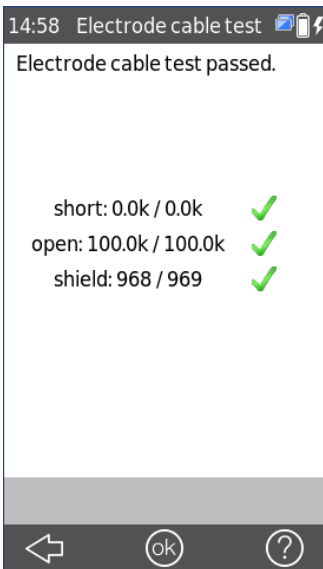 14:58 Electrode cable test
Electrode cable test passed.
short: 0.0k / 0.0k
open: 100.0k / 100.0k
shield: 968 / 969
ok
?